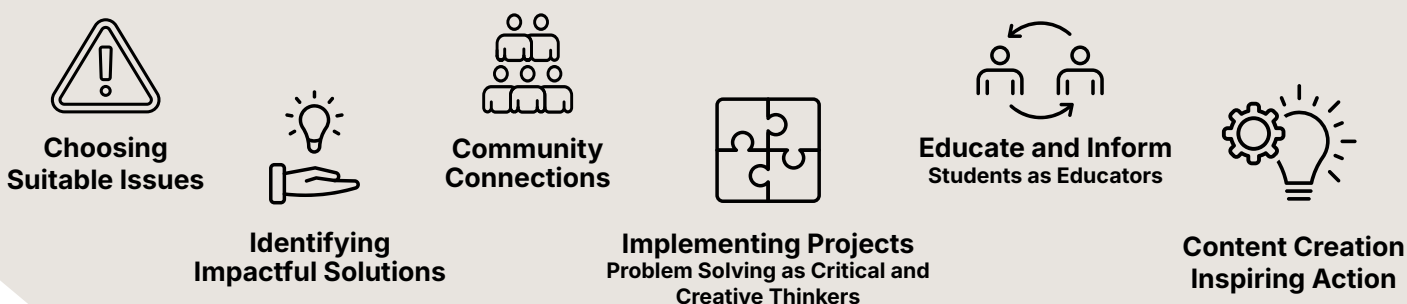 Choosing
Suitable Issues
Identifying
Impactful Solutions
Community
Connections
Implementing Projects
Problem Solving as Critical and
Creative Thinkers
Educate and Inform
Students as Educators
Content Creation
Inspiring Action